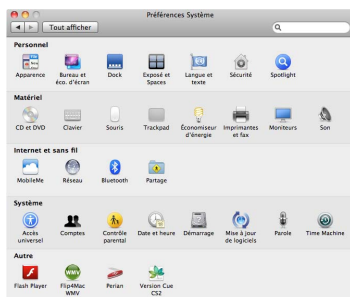 Préférences Système
Tout afficher
Personnel
Apparence
Bureau et
éco. d'écran
Dock
Exposé et
Spaces
Langue et
texte
Sécurité
Spotlight
Matériel
CD et DVD
Clavier
Souris
Trackpad
Économiseur
d'énergie
Imprimantes
et fax
Moniteurs
Son
Internet et sans fil
MobileMe
Réseau
Bluetooth
Partage
Système
Accès
universel
Comptes
Contrôle
parental
Date et heure
Démarrage
Mise à jour
de logiciels
Parole
Time Machine
Autre
Flash Player
Flip4Mac
WMV
Perian
Version Cue
CS2